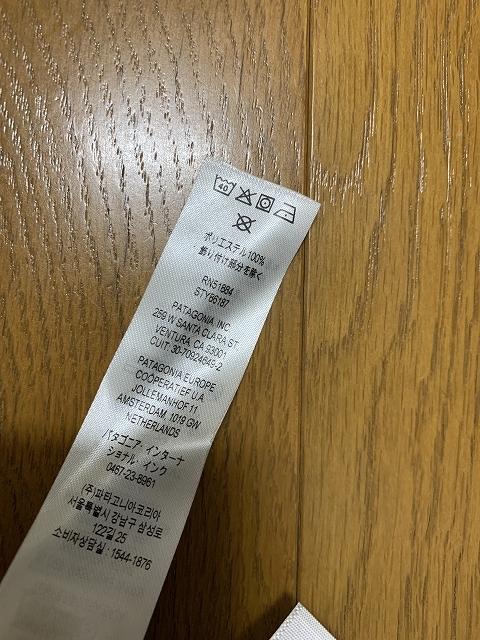 40
ポリエステル100%
飾り付け部分を除く
RN51884
STY66187
PATAGONIA INC.
259 W SANTA CLARA ST
VENTURA, CA 93001
CUIT. 30-70924849-2
PATAGONIA EUROPE
COÖPERATIEF U.A
JOLLEMANHOF 11
AMSTERDAM, 1019 GW
NETHERLANDS
パタゴニア・インターナ
ショナル・インク
0467-23-8961
(주)파타고니아코리아
서울특별시 강남구 삼성로
122길 25
소비자상담실 : 1544-1876